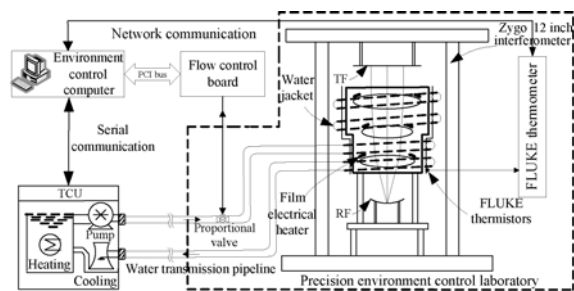 Network communication
Zygo 12 inch
interferometer
Environment
control
computer
PCI bus
Flow control
board
Water
jacket
TF
FLUKE thermometer
Serial
communication
TCU
Pump
Heating
Cooling
Proportional
valve
Film
electrical
heater
RF
FLUKE
thermistors
Water transmission pipeline
Precision environment control laboratory